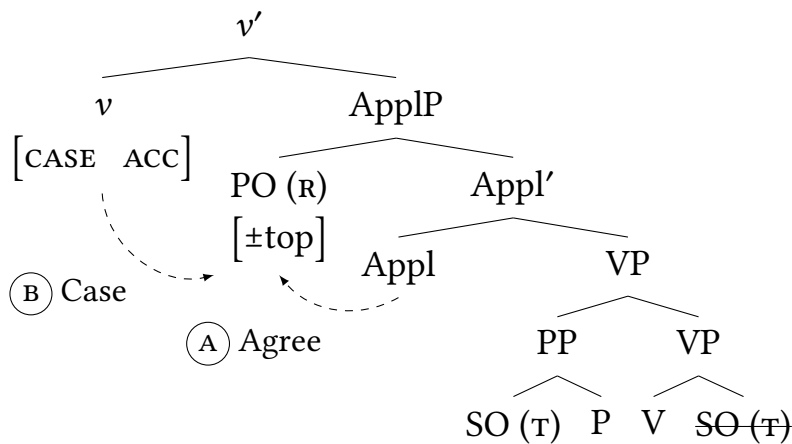 v′
v ApplP
[CASE ACC]
PO (R) Appl′
[±top]
Appl VP
B Case
A Agree
PP VP
SO (T) P V SO (T)